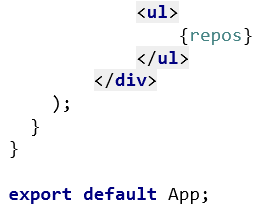 <ul>
{repos}
</ul>
</div>
);
}
}
export default App;